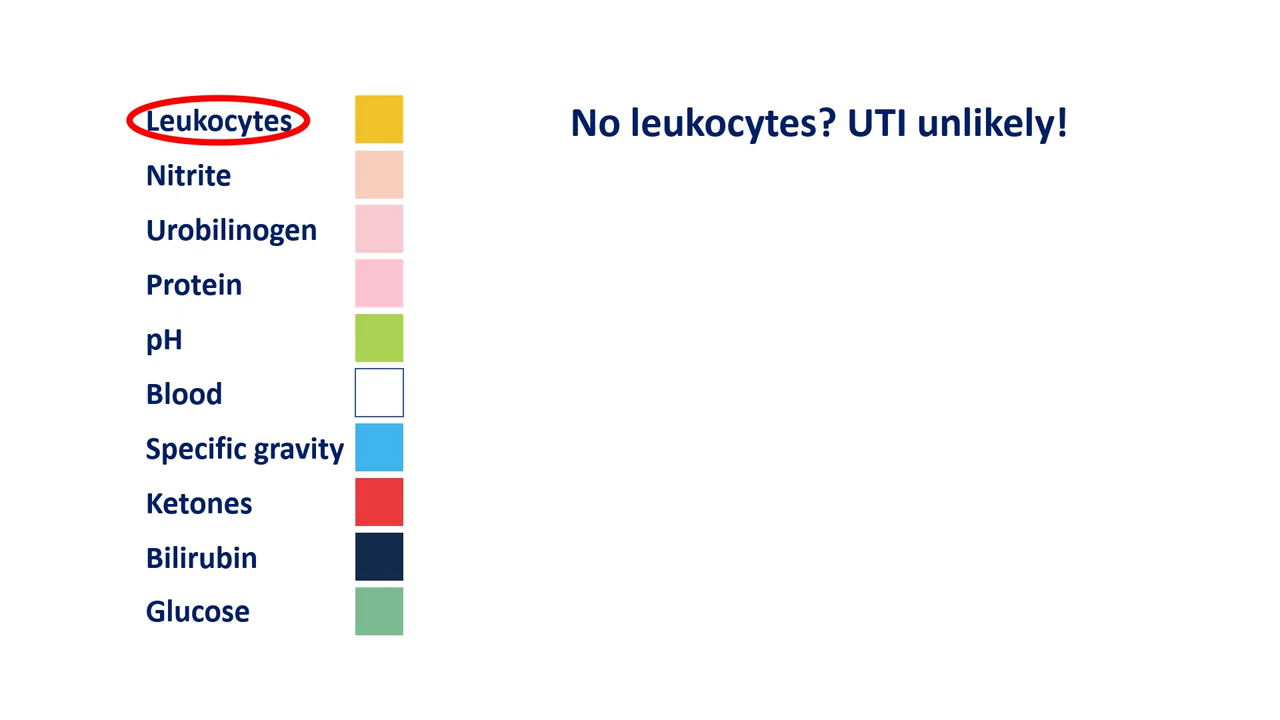 Leukocytes
No leukocytes? UTI unlikely!
Nitrite
Urobilinogen
Protein
pH
Blood
Specific gravity
Ketones
Bilirubin
Glucose